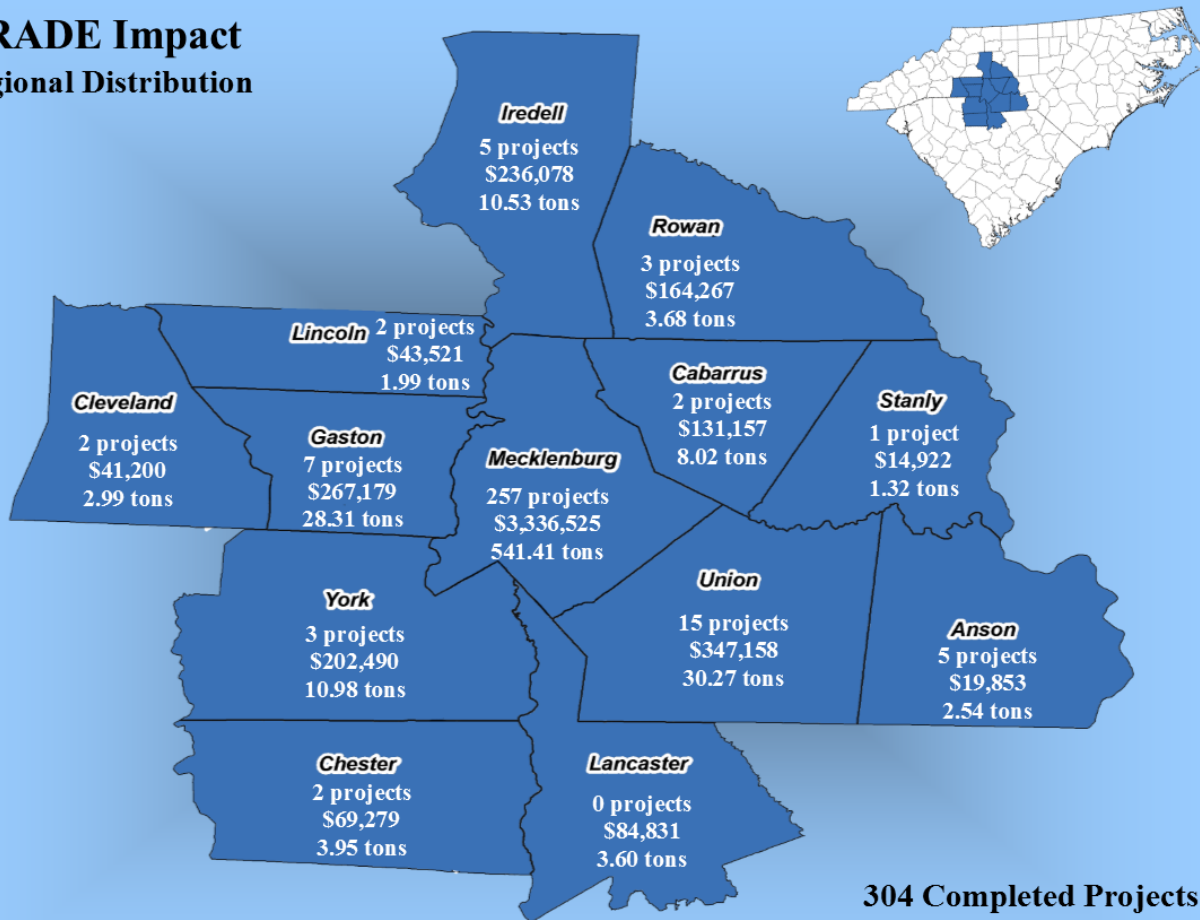 RADE Impact
gional Distribution
Iredell
5 projects
$236,078
10.53 tons
Rowan
3 projects
$164,267
3.68 tons
Lincoln 2 projects
$43,521
1.99 tons
Cleveland
2 projects
$41,200
2.99 tons
Gaston
7 projects
$267,179
28.31 tons
Mecklenburg
257 projects
$3,336,525
541.41 tons
Cabarrus
2 projects
$131,157
8.02 tons
Stanly
1 project
$14,922
1.32 tons
York
3 projects
$202,490
10.98 tons
Union
15 projects
$347,158
30.27 tons
Anson
5 projects
$19,853
2.54 tons
Chester
2 projects
$69,279
3.95 tons
Lancaster
0 projects
$84,831
3.60 tons
304 Completed Projects